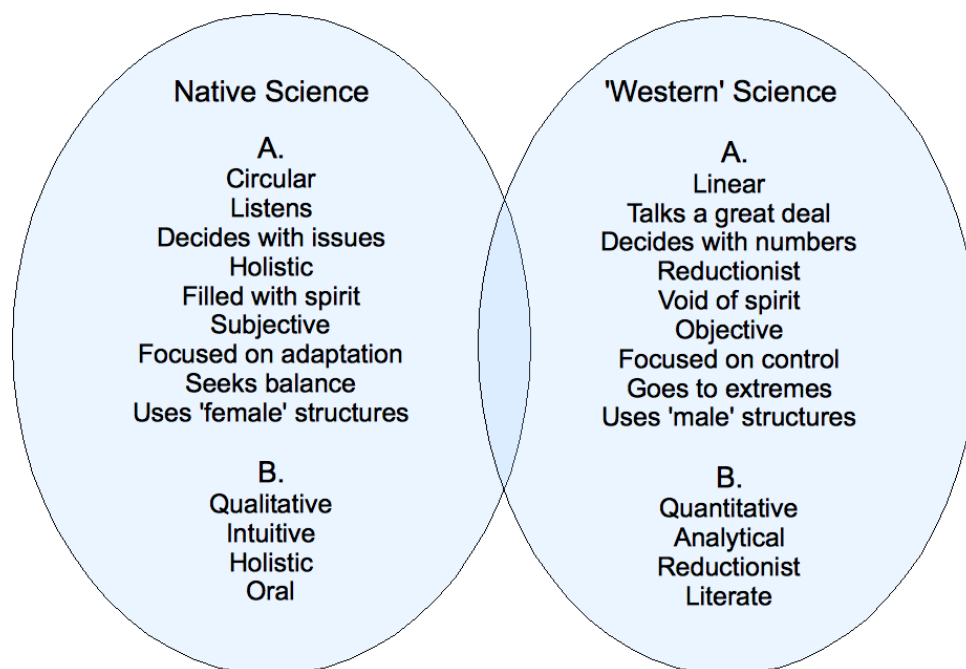 Native Science
A.
Circular
Listens
Decides with issues
Holistic
Filled with spirit
Subjective
Focused on adaptation
Seeks balance
Uses 'female' structures
B.
Qualitative
Intuitive
Holistic
Oral
'Western' Science
A.
Linear
Talks a great deal
Decides with numbers
Reductionist
Void of spirit
Objective
Focused on control
Goes to extremes
Uses 'male' structures
B.
Quantitative
Analytical
Reductionist
Literate